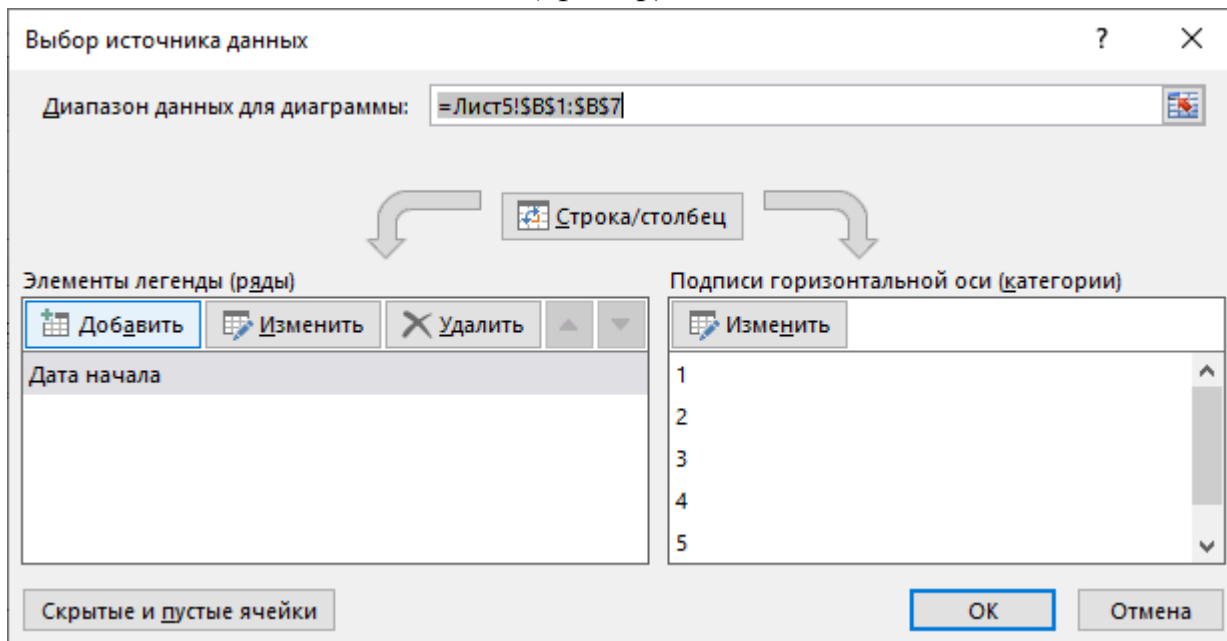 Выбор источника данных ? ×
Диапазон данных для диаграммы: =Лист5!$B$1:$B$7
Строка/столбец
Элементы легенды (ряды) Подписи горизонтальной оси (категории)
Добавить Изменить Удалить Изменить
Дата начала 1
2
3
4
5
Скрытые и пустые ячейки ОК Отмена